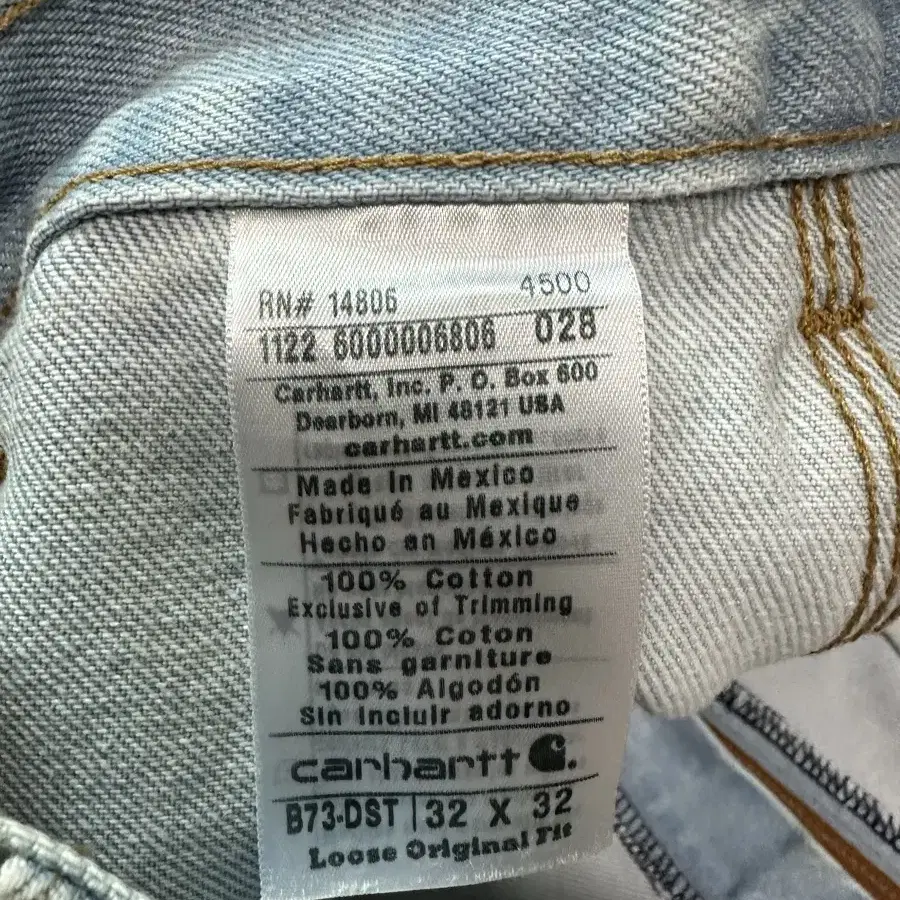 RN# 14806 4500
1122 6000006806 028
Carhartt, Inc. P. O. Box 600
Dearborn, MI 48121 USA
carhartt.com
Made in Mexico
Fabriqué au Mexique
Hecho en México
100% Cotton
Exclusive of Trimming
100% Coton
Sans garniture
100% Algodón
Sin incluir adorno
carhartt
B73-DST 32 X 32
Loose Original Fit